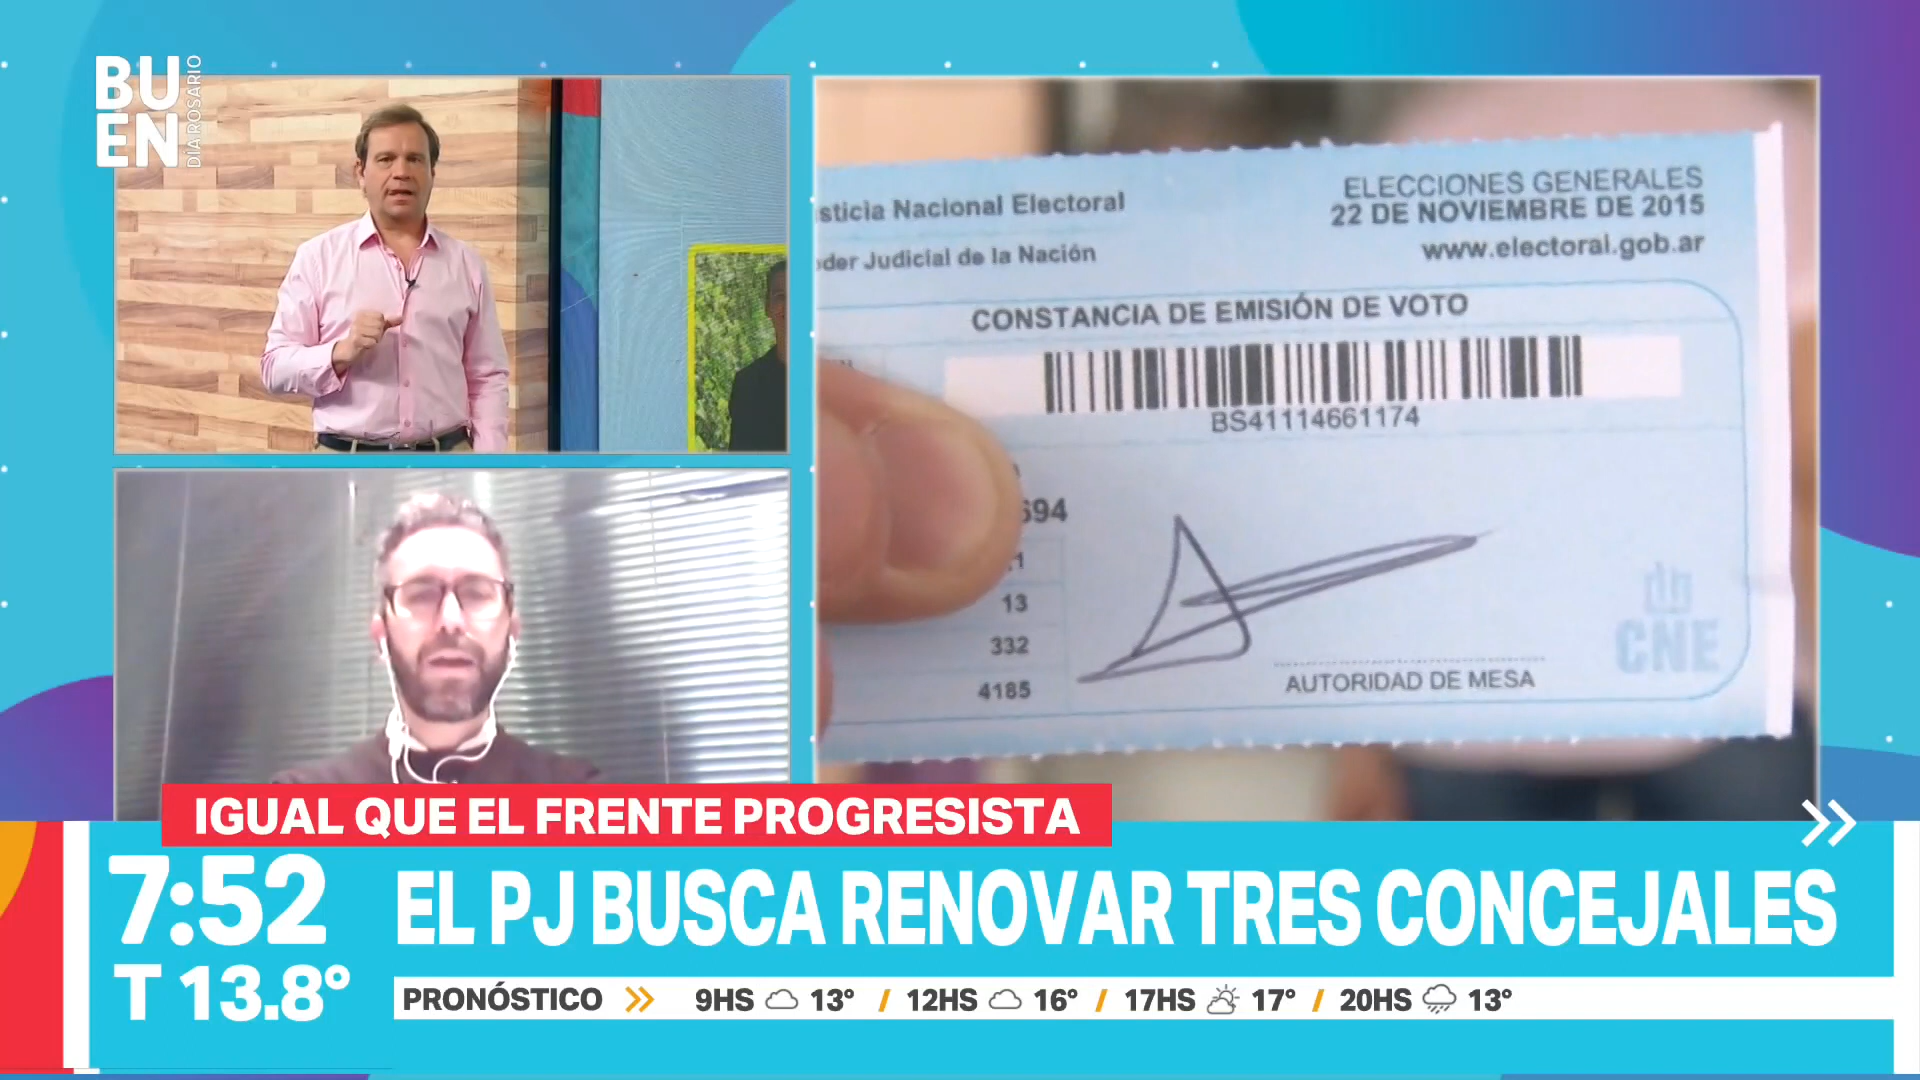 BUEN
DIA ROSARIO
sticia Nacional Electoral
der Judicial de la Nación
ELECCIONES GENERALES
22 DE NOVIEMBRE DE 2015
www.electoral.gob.ar
CONSTANCIA DE EMISIÓN DE VOTO
BS41114661174
694
13
332
4185
AUTORIDAD DE MESA
CNE
IGUAL QUE EL FRENTE PROGRESISTA
7:52
EL PJ BUSCA RENOVAR TRES CONCEJALES
T 13.8°
PRONÓSTICO 9HS 13° / 12HS 16° / 17HS 17° / 20HS 13°